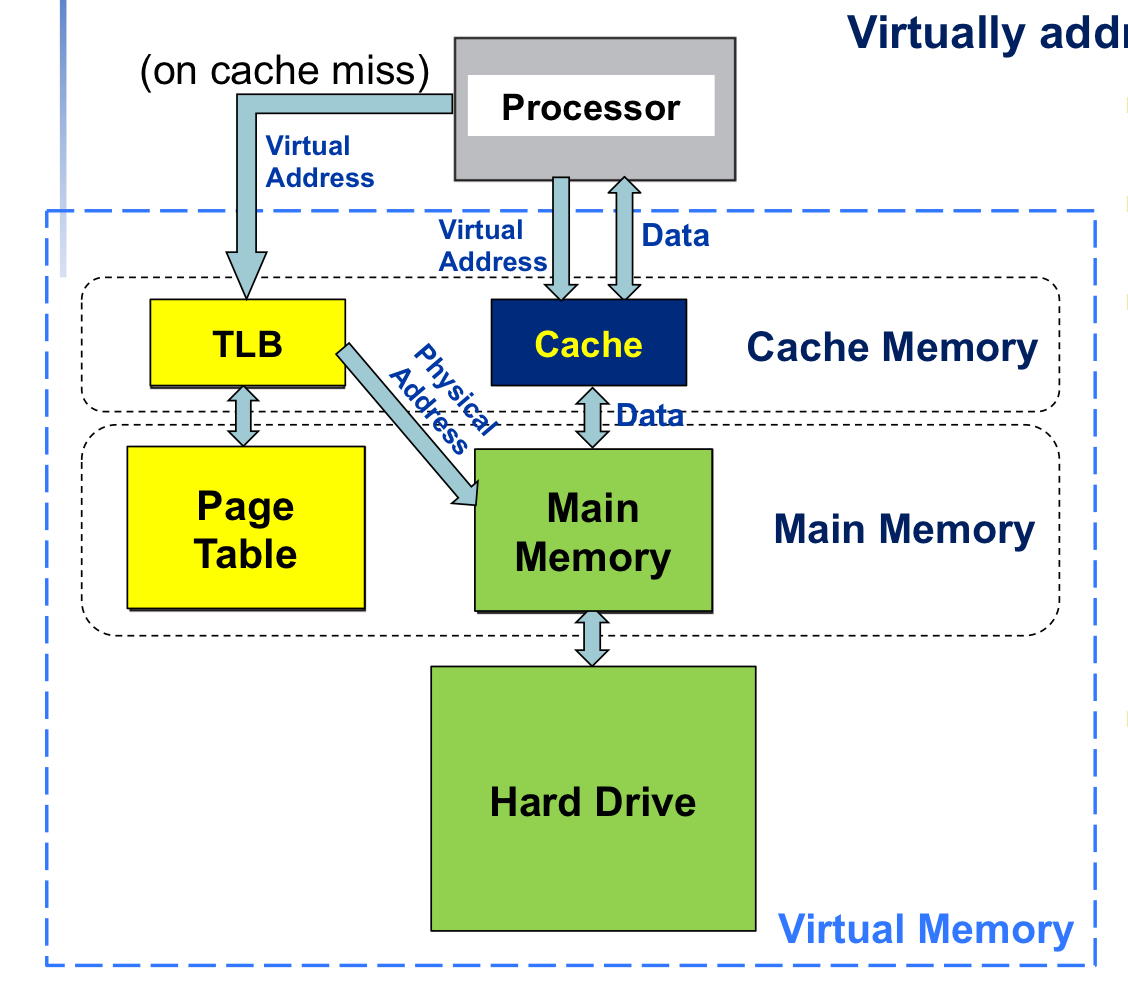 Virtually addr
(on cache miss)
Processor
Virtual
Address
Virtual
Address
Data
TLB
Cache
Cache Memory
Physical
Address
Data
Page
Table
Main
Memory
Main Memory
Hard Drive
Virtual Memory